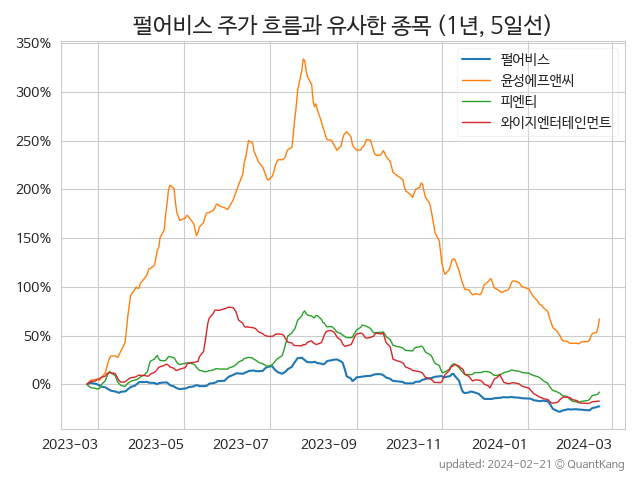 펄어비스 주가 흐름과 유사한 종목 (1년, 5일선)
350%
300%
250%
200%
150%
100%
50%
0%
펄어비스
윤성에프앤씨
피엔티
와이지엔터테인먼트
2023-03 2023-05 2023-07 2023-09 2023-11 2024-01 2024-03
updated: 2024-02-21 © QuantKang